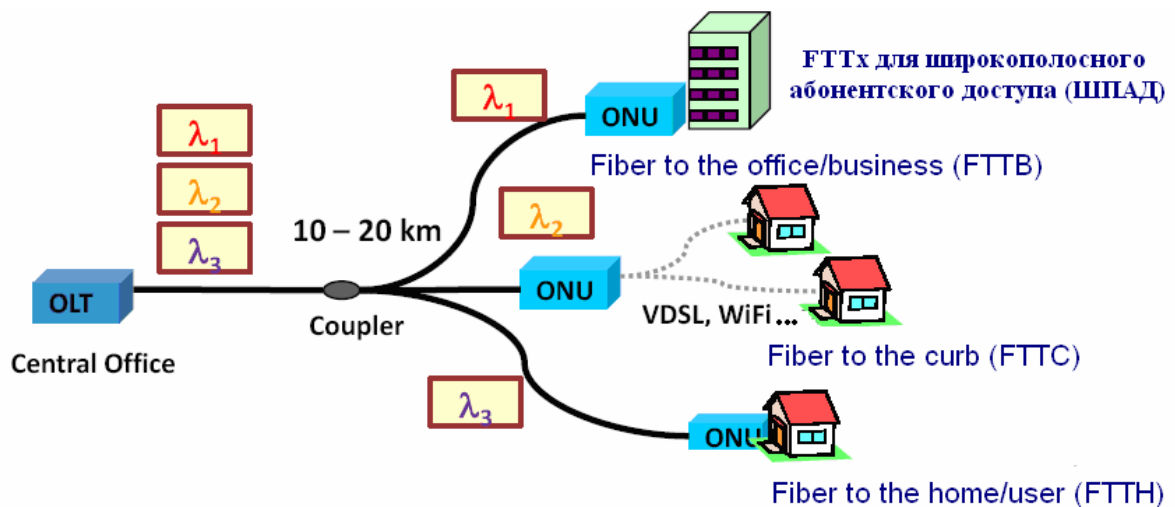 FTTx для широкополосного
абонентского доступа (ШПАД)
λ1
ONU
Fiber to the office/business (FTTB)
λ1
λ2
λ3
λ2
10 – 20 km
OLT
Coupler
ONU
VDSL, WiFi...
Central Office
Fiber to the curb (FTTC)
λ3
ONU
Fiber to the home/user (FTTH)